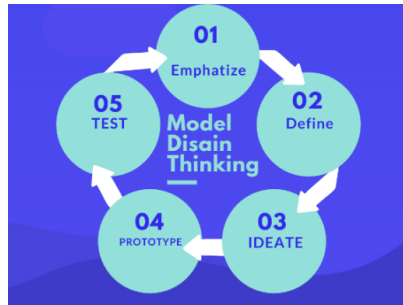 01
Emphatize
02
Define
03
IDEATE
04
PROTOTYPE
05
TEST
Model
Disain
Thinking